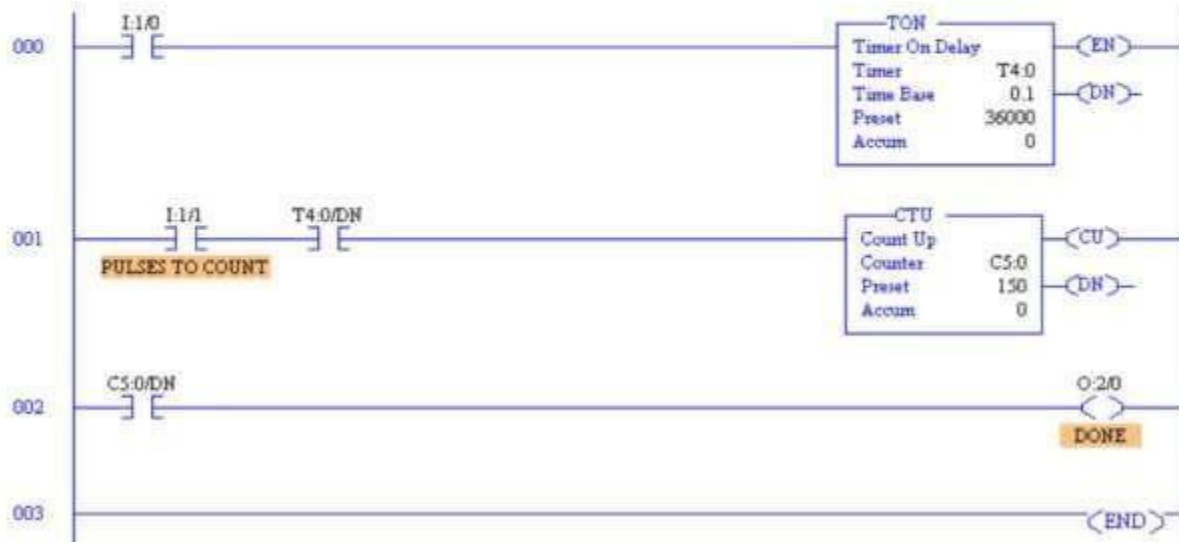 I:1/0
000
TON
Timer On Delay
Timer T4:0
Time Base 0.1
Preset 36000
Accum 0
EN
DN
I:1/1 T4:0/DN
001
PULSES TO COUNT
CTU
Count Up
Counter C5:0
Preset 150
Accum 0
CU
DN
C5:0/DN O:2/0
002
DONE
003
END